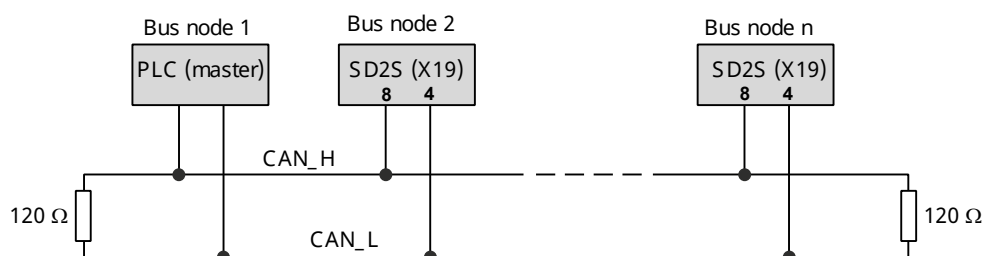 Bus node 1
Bus node 2
Bus node n
PLC (master)
SD2S (X19)
8 4
SD2S (X19)
8 4
CAN_H
120 Ω
120 Ω
CAN_L